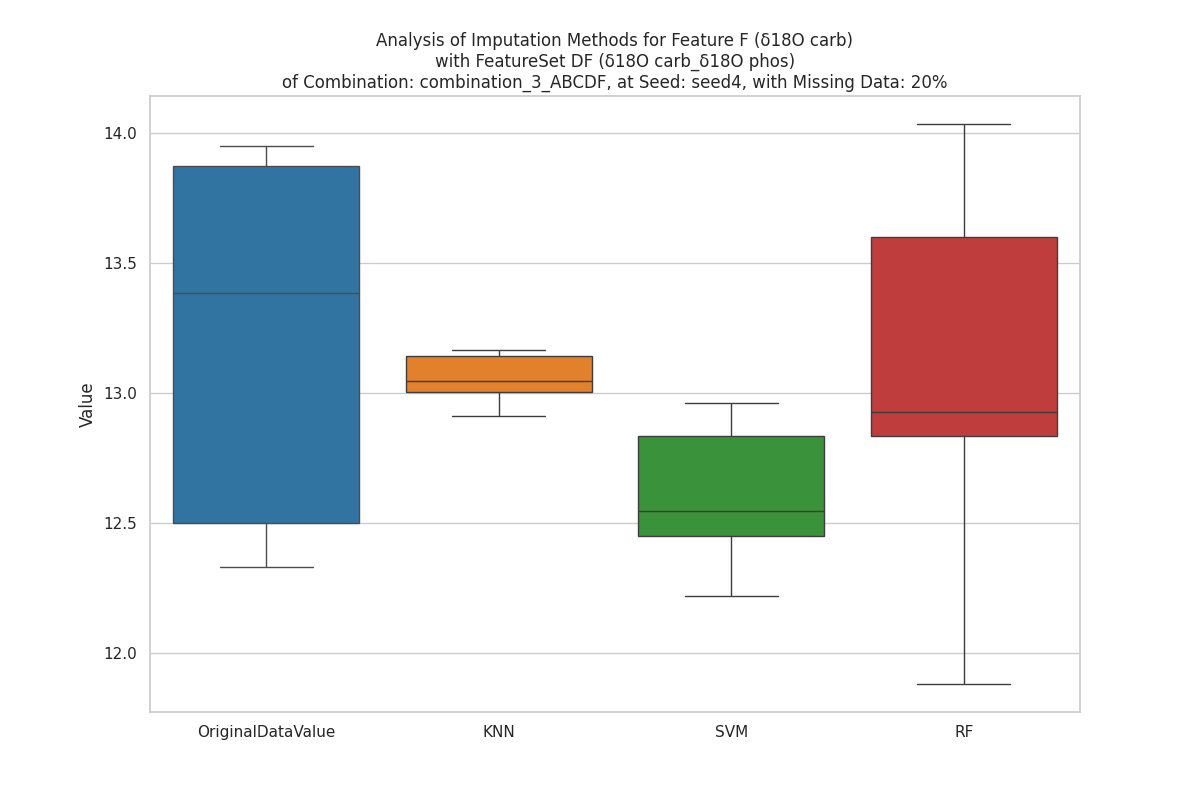 Analysis of Imputation Methods for Feature F (δ18O carb)
with FeatureSet DF (δ18O carb_δ18O phos)
of Combination: combination_3_ABCDF, at Seed: seed4, with Missing Data: 20%
14.0
13.5
13.0
12.5
12.0
Value
OriginalDataValue
KNN
SVM
RF